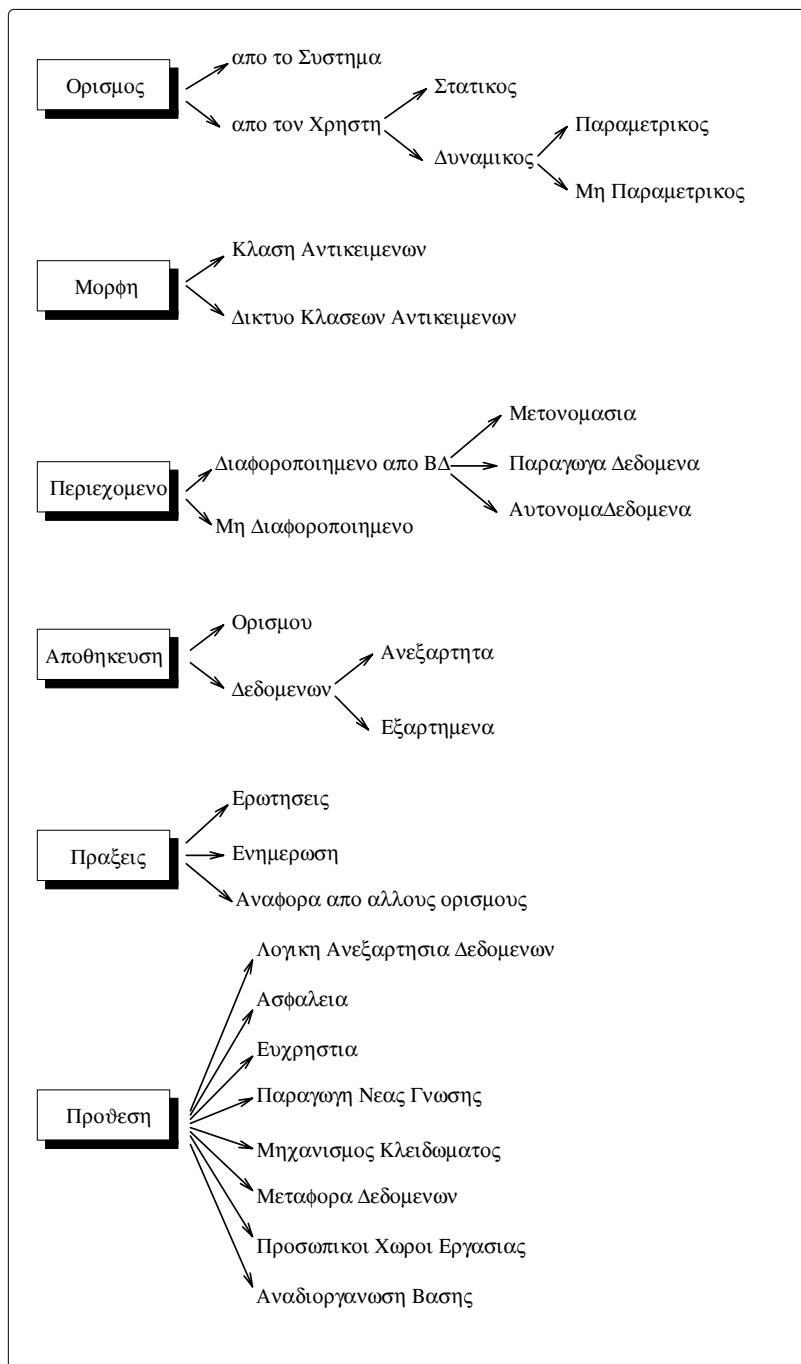 απο το Συστημα
Ορισμος
Στατικος
απο τον Χρηστη
Παραμετρικος
Δυναμικος
Μη Παραμετρικος
Κλαση Αντικειμενων
Μορφη
Δικτυο Κλασεων Αντικειμενων
Μετονομασια
Διαφοροποιημενο απο ΒΔ
Παραγωγα Δεδομενα
Περιεχομενο
ΑυτονομαΔεδομενα
Μη Διαφοροποιημενο
Ορισμου
Αποθηκευση
Ανεξαρτητα
Δεδομενων
Εξαρτημενα
Ερωτησεις
Πραξεις
Ενημερωση
Αναφορα απο αλλους ορισμους
Λογικη Ανεξαρτησια Δεδομενων
Ασφαλεια
Ευχρηστια
Παραγωγη Νεας Γνωσης
Προϑεση
Μηχανισμος Κλειδωματος
Μεταφορα Δεδομενων
Προσωπικοι Χωροι Εργασιας
Αναδιοργανωση Βασης